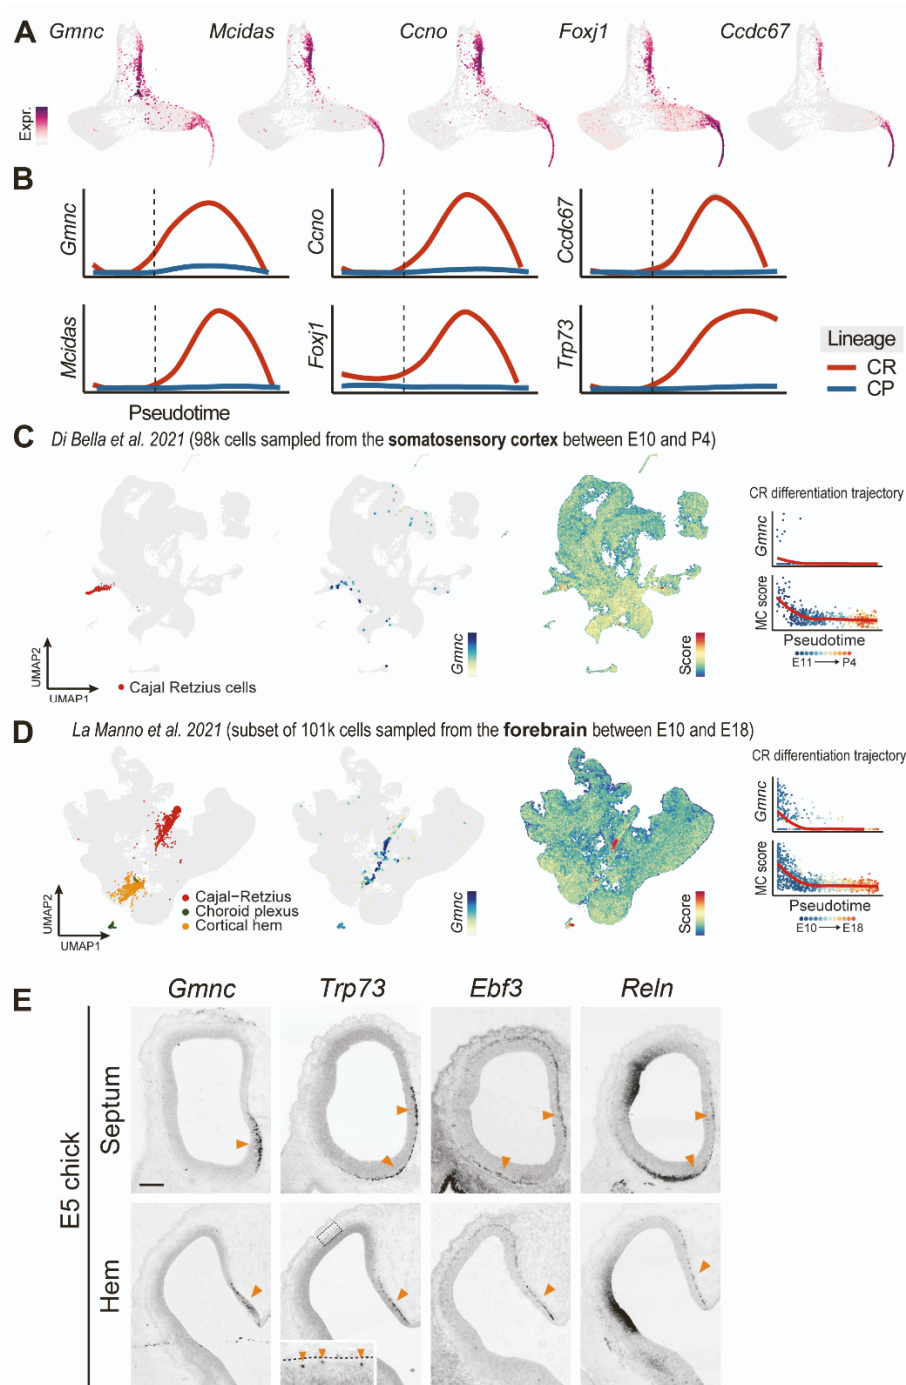 A
Gmnc
Mcidas
Ccno
Foxj1
Ccdc67
Expr.
B
Gmnc
Ccno
Ccdc67
Mcidas
Foxj1
Trp73
Lineage
CR
CP
Pseudotime
C
Di Bella et al. 2021 (98k cells sampled from the somatosensory cortex between E10 and P4)
CR differentiation trajectory
Gmnc
MC score
Pseudotime
E11 → P4
UMAP2
UMAP1
Cajal Retzius cells
Gmnc
Score
D
La Manno et al. 2021 (subset of 101k cells sampled from the forebrain between E10 and E18)
CR differentiation trajectory
Gmnc
MC score
Pseudotime
E10 → E18
UMAP2
UMAP1
Cajal-Retzius
Choroid plexus
Cortical hem
Gmnc
Score
E
Gmnc
Trp73
Ebf3
Reln
E5 chick
Septum
Hem